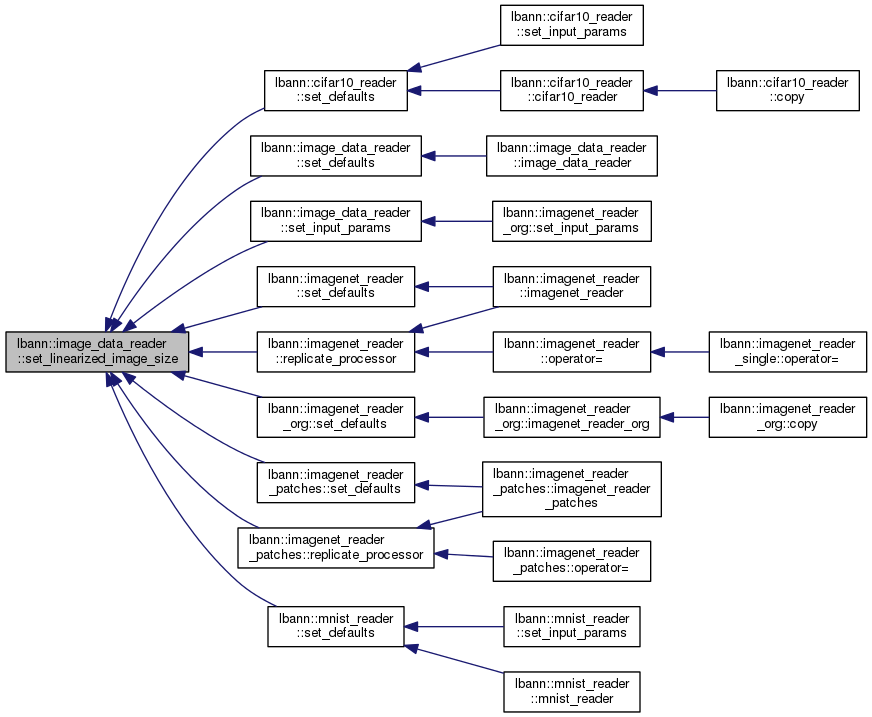 lbann::cifar10_reader
::set_input_params
lbann::cifar10_reader
::set_defaults
lbann::cifar10_reader
::cifar10_reader
lbann::cifar10_reader
::copy
lbann::image_data_reader
::set_defaults
lbann::image_data_reader
::image_data_reader
lbann::image_data_reader
::set_input_params
lbann::imagenet_reader
_org::set_input_params
lbann::imagenet_reader
::set_defaults
lbann::imagenet_reader
::imagenet_reader
lbann::image_data_reader
::set_linearized_image_size
lbann::imagenet_reader
::replicate_processor
lbann::imagenet_reader
::operator=
lbann::imagenet_reader
_single::operator=
lbann::imagenet_reader
_org::set_defaults
lbann::imagenet_reader
_org::imagenet_reader_org
lbann::imagenet_reader
_org::copy
lbann::imagenet_reader
_patches::set_defaults
lbann::imagenet_reader
_patches::imagenet_reader
_patches
lbann::imagenet_reader
_patches::replicate_processor
lbann::imagenet_reader
_patches::operator=
lbann::mnist_reader
::set_defaults
lbann::mnist_reader
::set_input_params
lbann::mnist_reader
::mnist_reader